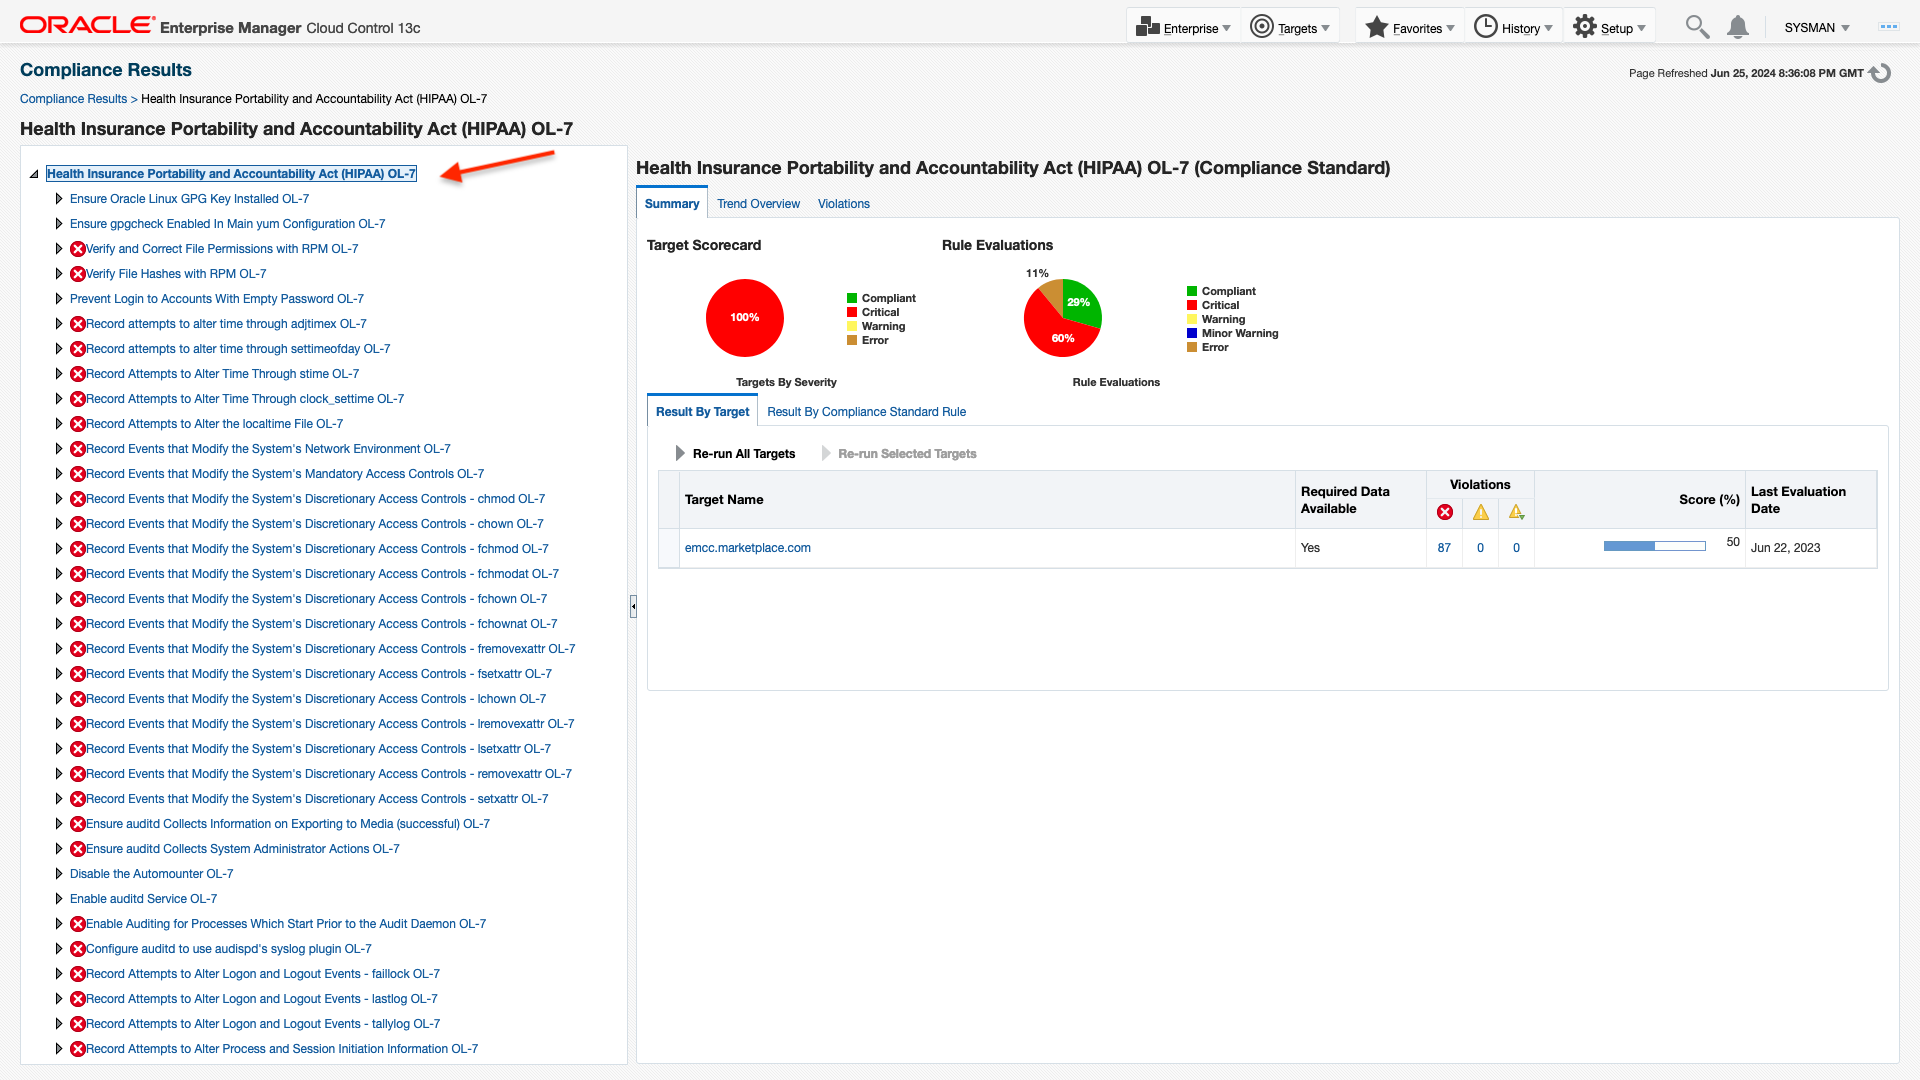 ORACLE Enterprise Manager Cloud Control 13c
Enterprise
Targets
Favorites
History
Setup
SYSMAN
Compliance Results
Page Refreshed Jun 25, 2024 8:36:08 PM GMT
Compliance Results > Health Insurance Portability and Accountability Act (HIPAA) OL-7
Health Insurance Portability and Accountability Act (HIPAA) OL-7
Health Insurance Portability and Accountability Act (HIPAA) OL-7
Ensure Oracle Linux GPG Key Installed OL-7
Ensure gpgcheck Enabled In Main yum Configuration OL-7
Verify and Correct File Permissions with RPM OL-7
Verify File Hashes with RPM OL-7
Prevent Login to Accounts With Empty Password OL-7
Record attempts to alter time through adjtimex OL-7
Record attempts to alter time through settimeofday OL-7
Record Attempts to Alter Time Through stime OL-7
Record Attempts to Alter Time Through clock_settime OL-7
Record Attempts to Alter the localtime File OL-7
Record Events that Modify the System's Network Environment OL-7
Record Events that Modify the System's Mandatory Access Controls OL-7
Record Events that Modify the System's Discretionary Access Controls - chmod OL-7
Record Events that Modify the System's Discretionary Access Controls - chown OL-7
Record Events that Modify the System's Discretionary Access Controls - fchmod OL-7
Record Events that Modify the System's Discretionary Access Controls - fchmodat OL-7
Record Events that Modify the System's Discretionary Access Controls - fchown OL-7
Record Events that Modify the System's Discretionary Access Controls - fchownat OL-7
Record Events that Modify the System's Discretionary Access Controls - fremovexattr OL-7
Record Events that Modify the System's Discretionary Access Controls - fsetxattr OL-7
Record Events that Modify the System's Discretionary Access Controls - lchown OL-7
Record Events that Modify the System's Discretionary Access Controls - lremovexattr OL-7
Record Events that Modify the System's Discretionary Access Controls - lsetxattr OL-7
Record Events that Modify the System's Discretionary Access Controls - removexattr OL-7
Record Events that Modify the System's Discretionary Access Controls - setxattr OL-7
Ensure auditd Collects Information on Exporting to Media (successful) OL-7
Ensure auditd Collects System Administrator Actions OL-7
Disable the Automounter OL-7
Enable auditd Service OL-7
Enable Auditing for Processes Which Start Prior to the Audit Daemon OL-7
Configure auditd to use audispd's syslog plugin OL-7
Record Attempts to Alter Logon and Logout Events - faillock OL-7
Record Attempts to Alter Logon and Logout Events - lastlog OL-7
Record Attempts to Alter Logon and Logout Events - tallylog OL-7
Record Attempts to Alter Process and Session Initiation Information OL-7
Health Insurance Portability and Accountability Act (HIPAA) OL-7 (Compliance Standard)
Summary
Trend Overview
Violations
Target Scorecard
100%
Compliant
Critical
Warning
Error
Targets By Severity
Rule Evaluations
11%
29%
60%
Compliant
Critical
Warning
Minor Warning
Error
Rule Evaluations
Result By Target
Result By Compliance Standard Rule
Re-run All Targets
Re-run Selected Targets
Target Name
Required Data
Available
Violations
Score (%)
Last Evaluation
Date
emcc.marketplace.com
Yes
87
0
0
50
Jun 22, 2023